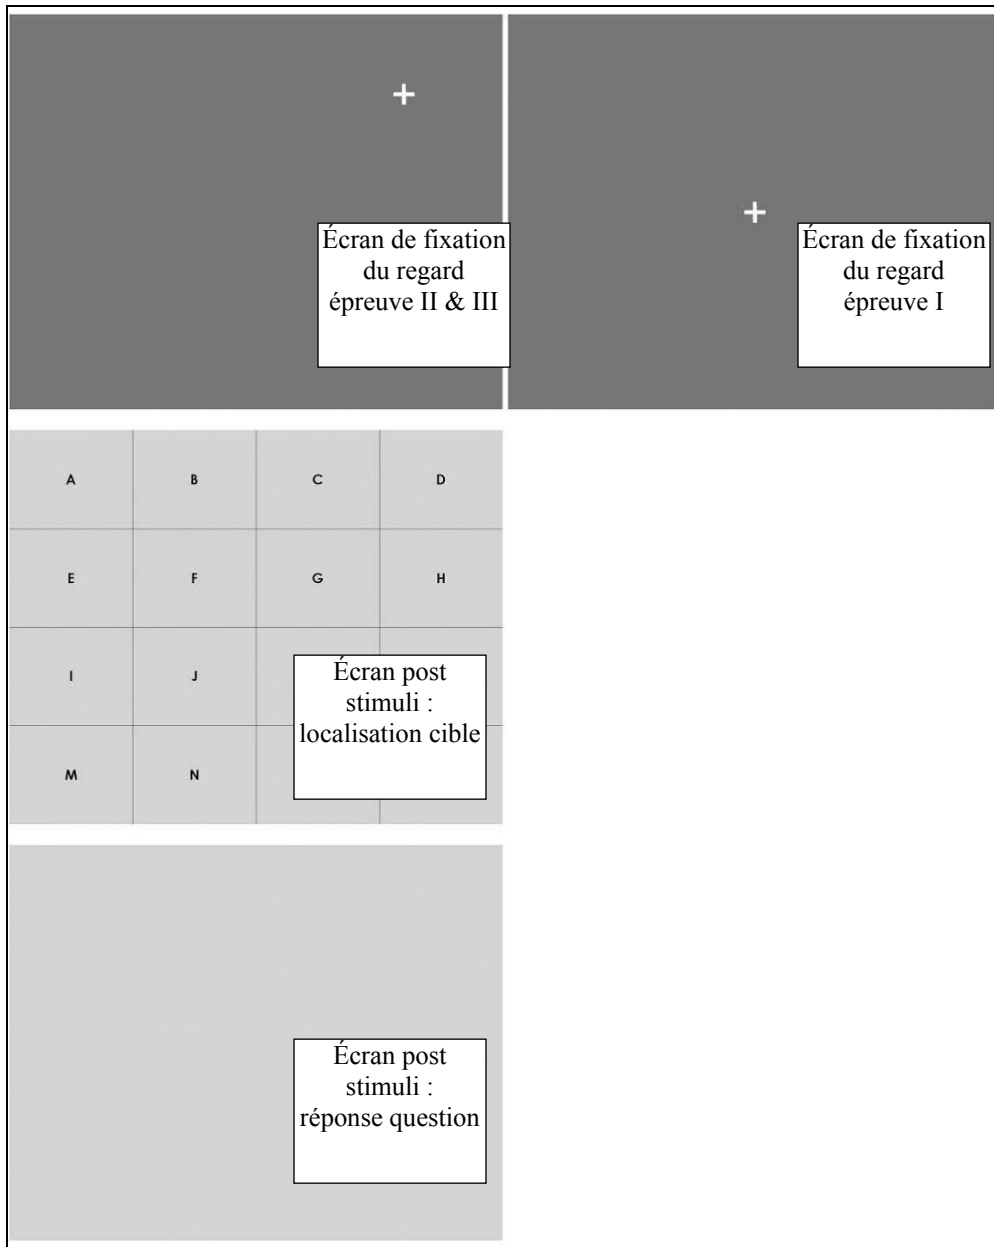 +
Écran de fixation
du regard
épreuve II & III
+
Écran de fixation
du regard
épreuve I
A B C D
E F G H
I J
M N
Écran post
stimuli :
localisation cible
Écran post
stimuli :
réponse question